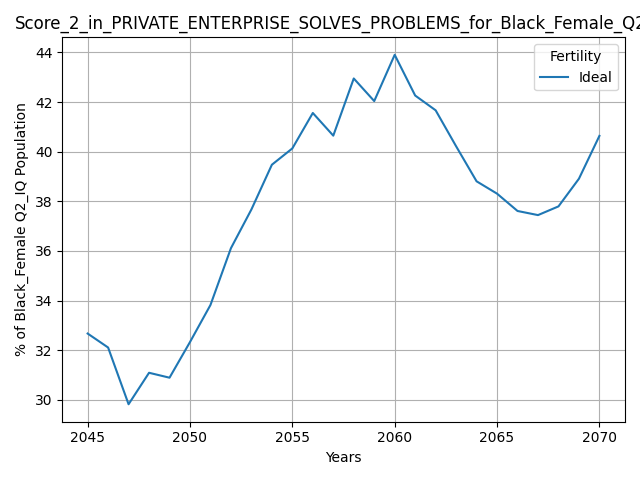 Score_2_in_PRIVATE_ENTERPRISE_SOLVES_PROBLEMS_for_Black_Female_Q2
Fertility
Ideal
44
42
40
38
36
34
32
30
% of Black_Female Q2_IQ Population
2045
2050
2055
2060
2065
2070
Years